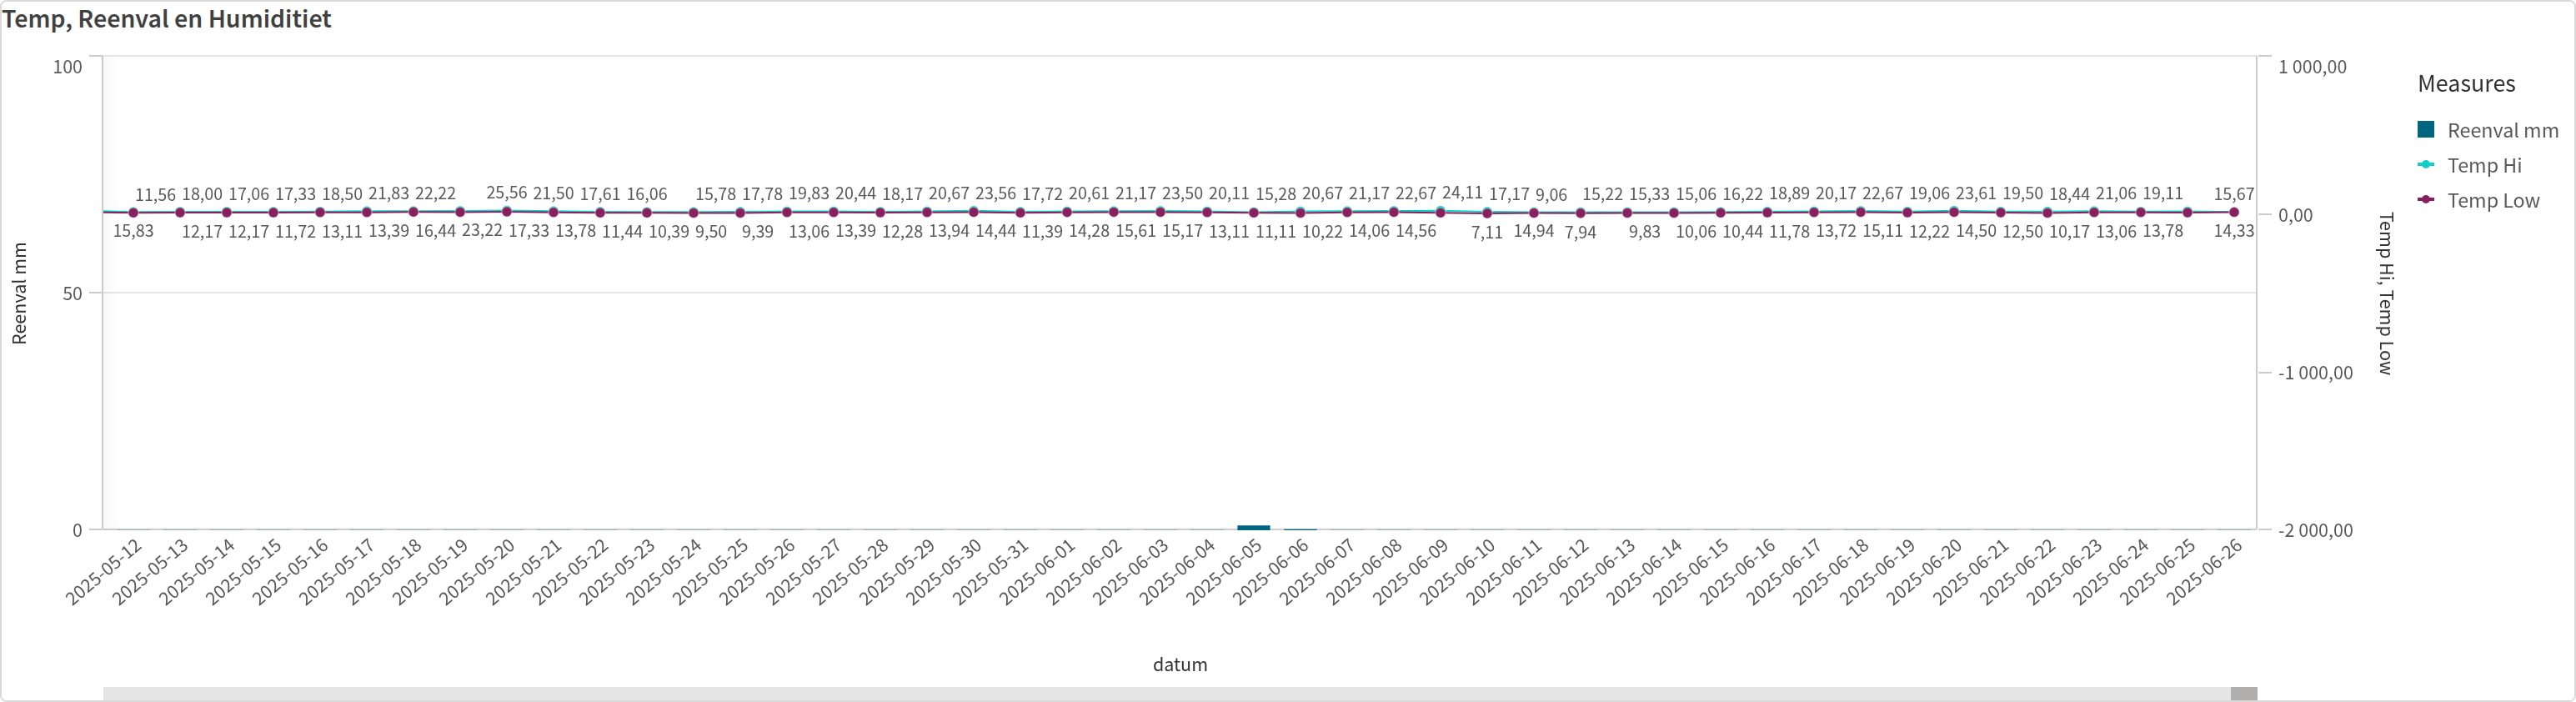 Temp, Reenval en Humiditiet
100
50
0
Reenval mm
1 000,00
0,00
-1 000,00
-2 000,00
Temp Hi, Temp Low
Measures
Reenval mm
Temp Hi
Temp Low
11,56 18,00 17,06 17,33 18,50 21,83 22,22 25,56 21,50 17,61 16,06 15,78 17,78 19,83 20,44 18,17 20,67 23,56 17,72 20,61 21,17 23,50 20,11 15,28 20,67 21,17 22,67 24,11 17,17 9,06 15,22 15,33 15,06 16,22 18,89 20,17 22,67 19,06 23,61 19,50 18,44 21,06 19,11 15,67
15,83 12,17 12,17 11,72 13,11 13,39 16,44 23,22 17,33 13,78 11,44 10,39 9,50 9,39 13,06 13,39 12,28 13,94 14,44 11,39 14,28 15,61 15,17 13,11 11,11 10,22 14,06 14,56 7,11 14,94 7,94 9,83 10,06 10,44 11,78 13,72 15,11 12,22 14,50 12,50 10,17 13,06 13,78 14,33
2025-05-12 2025-05-13 2025-05-14 2025-05-15 2025-05-16 2025-05-17 2025-05-18 2025-05-19 2025-05-20 2025-05-21 2025-05-22 2025-05-23 2025-05-24 2025-05-25 2025-05-26 2025-05-27 2025-05-28 2025-05-29 2025-05-30 2025-05-31 2025-06-01 2025-06-02 2025-06-03 2025-06-04 2025-06-05 2025-06-06 2025-06-07 2025-06-08 2025-06-09 2025-06-10 2025-06-11 2025-06-12 2025-06-13 2025-06-14 2025-06-15 2025-06-16 2025-06-17 2025-06-18 2025-06-19 2025-06-20 2025-06-21 2025-06-22 2025-06-23 2025-06-24 2025-06-25 2025-06-26
datum